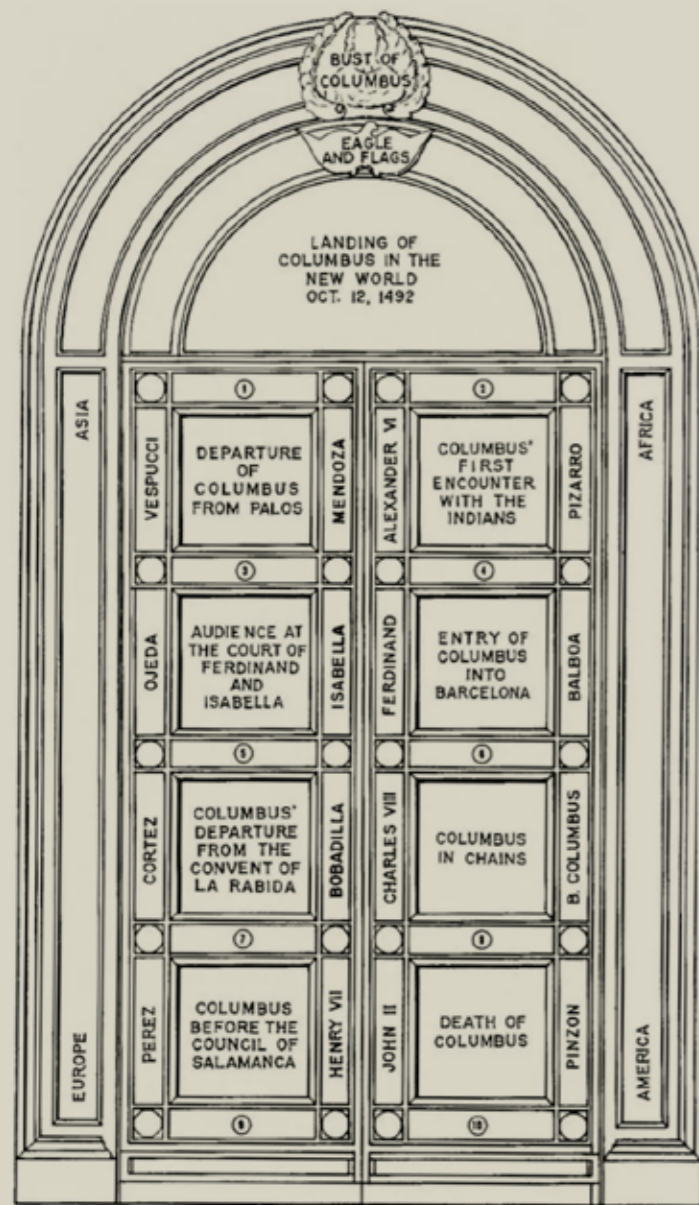 BUST OF
COLUMBUS
EAGLE
AND FLAGS
LANDING OF
COLUMBUS IN THE
NEW WORLD
OCT. 12, 1492
ASIA
EUROPE
AFRICA
AMERICA
1
2
VESPUCCI
DEPARTURE
OF
COLUMBUS
FROM PALOS
MENDOZA
ALEXANDER VI
COLUMBUS'
FIRST
ENCOUNTER
WITH THE
INDIANS
PIZARRO
3
4
OJEDA
AUDIENCE AT
THE COURT OF
FERDINAND
AND
ISABELLA
ISABELLA
FERDINAND
ENTRY OF
COLUMBUS
INTO
BARCELONA
BALBOA
5
6
CORTEZ
COLUMBUS'
DEPARTURE
FROM THE
CONVENT OF
LA RABIDA
BOBADILLA
CHARLES VIII
COLUMBUS
IN CHAINS
B. COLUMBUS
7
8
PEREZ
COLUMBUS
BEFORE THE
COUNCIL OF
SALAMANCA
HENRY VII
JOHN II
DEATH OF
COLUMBUS
PINZON
9
10